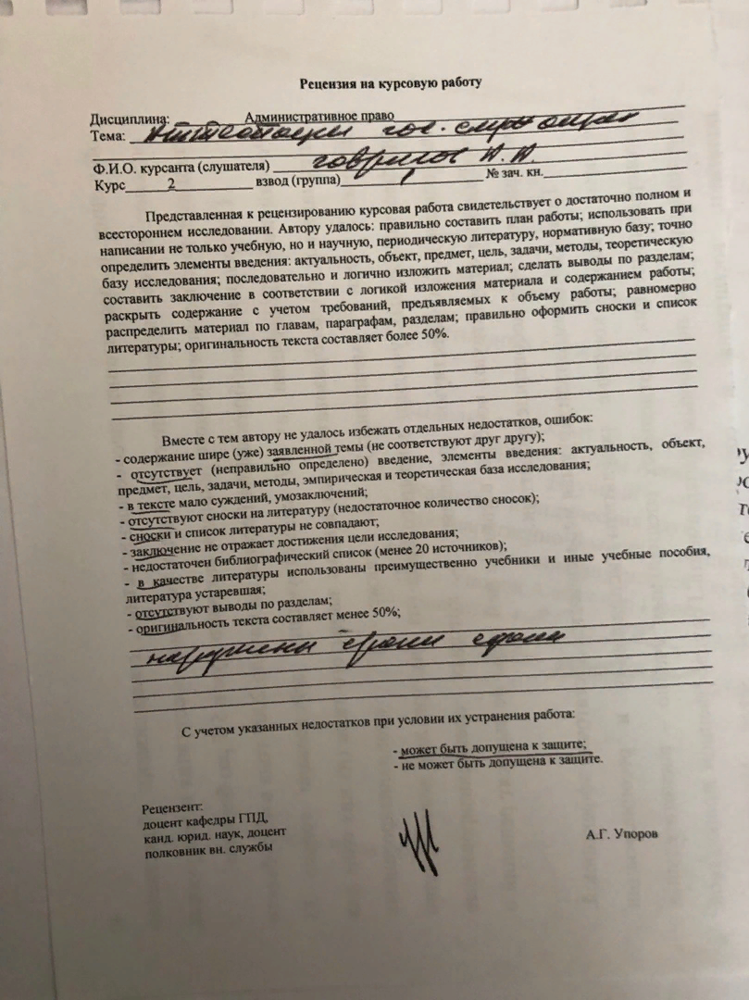 Рецензия на курсовую работу
Дисциплина: Административное право
Тема: гос.
Ф.И.О. курсанта (слушателя)
Курс 2 взвод (группа) 1 № зач. кн.
Представленная к рецензированию курсовая работа свидетельствует о достаточно полном и
всестороннем исследовании. Автору удалось: правильно составить план работы; использовать при
написании не только учебную, но и научную, периодическую литературу, нормативную базу; точно
определить элементы введения: актуальность, объект, предмет, цель, задачи, методы, теоретическую
базу исследования; последовательно и логично изложить материал; сделать выводы по разделам;
составить заключение в соответствии с логикой изложения материала и содержанием работы;
раскрыть содержание с учетом требований, предъявляемых к объему работы; равномерно
распределить материал по главам, параграфам, разделам; правильно оформить сноски и список
литературы; оригинальность текста составляет более 50%.
Вместе с тем автору не удалось избежать отдельных недостатков, ошибок:
- содержание шире (уже) заявленной темы (не соответствуют друг другу);
- отсутствует (неправильно определено) введение, элементы введения: актуальность, объект,
предмет, цель, задачи, методы, эмпирическая и теоретическая база исследования;
- в тексте мало суждений, умозаключений;
- отсутствуют сноски на литературу (недостаточное количество сносок);
- сноски и список литературы не совпадают;
- заключение не отражает достижения цели исследования;
- недостаточен библиографический список (менее 20 источников);
- в качестве литературы использованы преимущественно учебники и иные учебные пособия,
литература устаревшая;
- отсутствуют выводы по разделам;
- оригинальность текста составляет менее 50%;
нарушены сроки сдачи
С учетом указанных недостатков при условии их устранения работа:
- может быть допущена к защите;
- не может быть допущена к защите.
Рецензент:
доцент кафедры ГПД,
канд. юрид. наук, доцент
полковник вн. службы
А.Г. Упоров